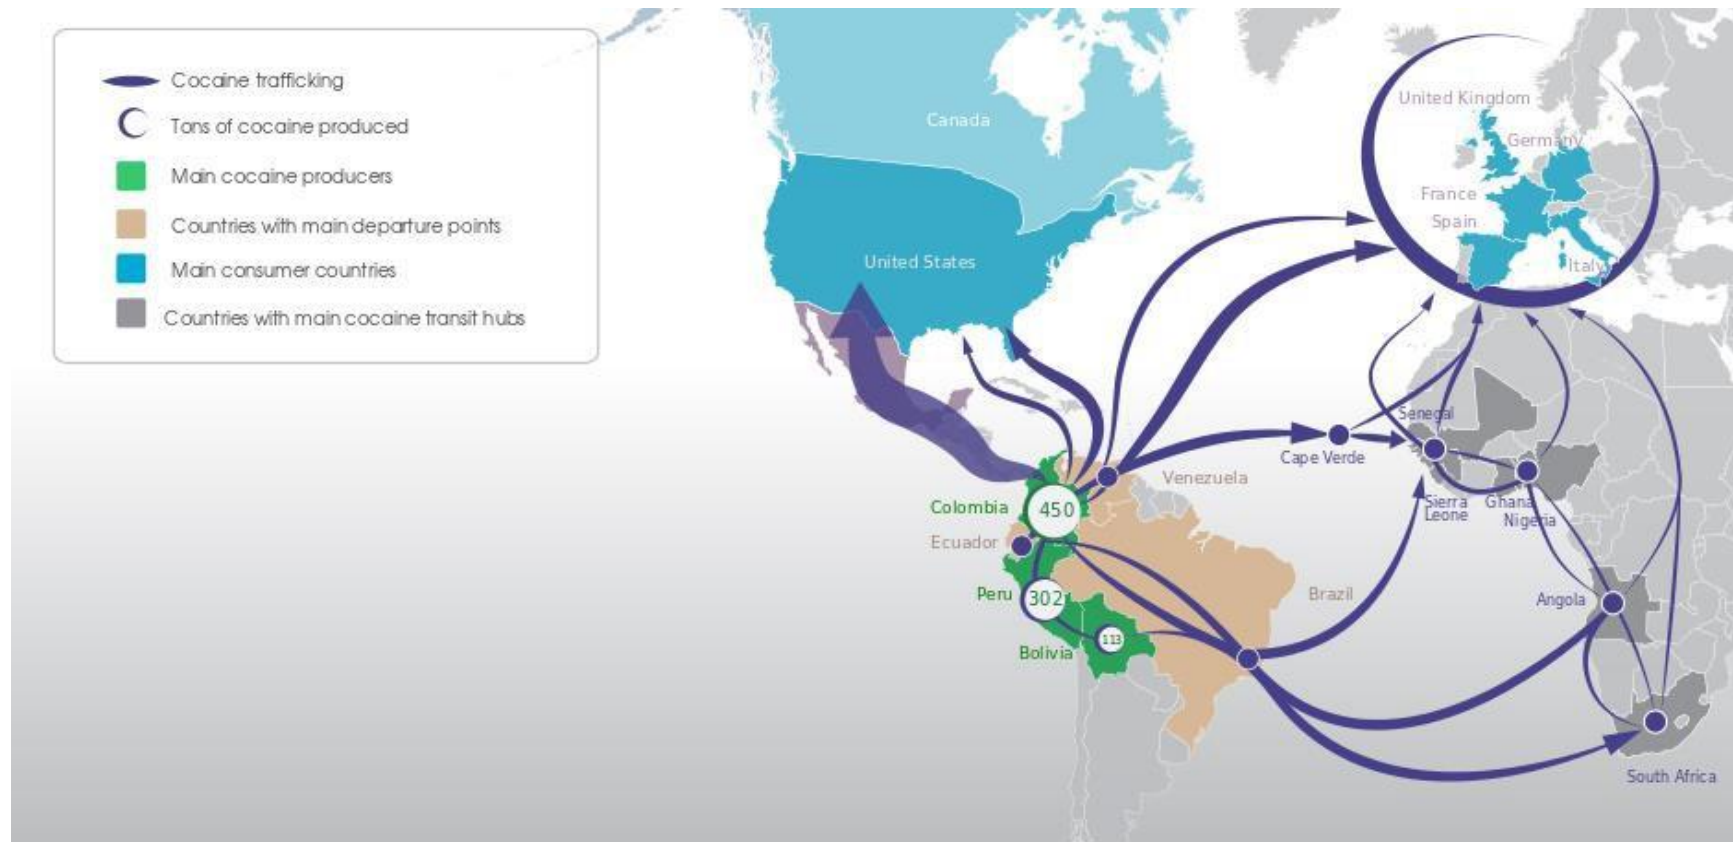 Cocaine trafficking
Tons of cocaine produced
Main cocaine producers
Countries with main departure points
Main consumer countries
Countries with main cocaine transit hubs
Canada
United States
United Kingdom
Germany
France
Spain
Italy
Senegal
Cape Verde
Venezuela
Colombia
450
Sierra
Leone
Ghana
Nigeria
Ecuador
Peru
302
Brazil
Angola
113
Bolivia
South Africa